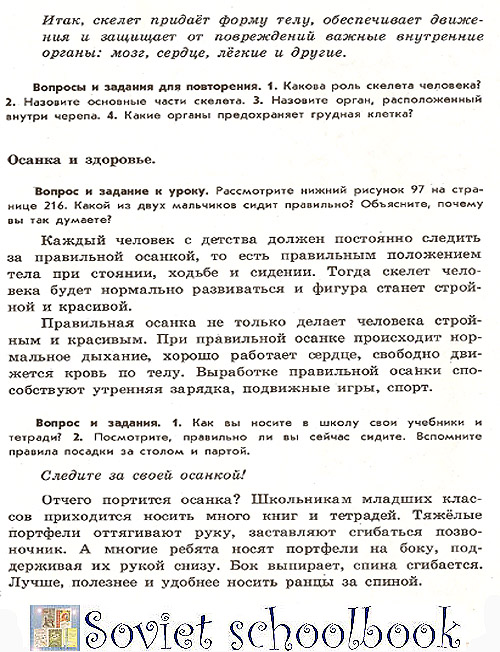 Итак, скелет придаёт форму телу, обеспечивает движе-
ния и защищает от повреждений важные внутренние
органы: мозг, сердце, лёгкие и другие.
Вопросы и задания для повторения. 1. Какова роль скелета человека?
2. Назовите основные части скелета. 3. Назовите орган, расположенный
внутри черепа. 4. Какие органы предохраняет грудная клетка?
Осанка и здоровье.
Вопрос и задание к уроку. Рассмотрите нижний рисунок 97 на стра-
нице 216. Какой из двух мальчиков сидит правильно? Объясните, почему
вы так думаете?
Каждый человек с детства должен постоянно следить
за правильной осанкой, то есть правильным положением
тела при стоянии, ходьбе и сидении. Тогда скелет чело-
века будет нормально развиваться и фигура станет строй-
ной и красивой.
Правильная осанка не только делает человека строй-
ным и красивым. При правильной осанке происходит нор-
мальное дыхание, хорошо работает сердце, свободно дви-
жется кровь по телу. Выработке правильной осанки спо-
собствуют утренняя зарядка, подвижные игры, спорт.
Вопрос и задания. 1. Как вы носите в школу свои учебники и
тетради? 2. Посмотрите, правильно ли вы сейчас сидите. Вспомните
правила посадки за столом и партой.
Следите за своей осанкой!
Отчего портится осанка? Школьникам младших клас-
сов приходится носить много книг и тетрадей. Тяжёлые
портфели оттягивают руку, заставляют сгибаться позво-
ночник. А многие ребята носят портфели на боку, под-
держивая их рукой снизу. Бок выпирает, спина сгибается.
Лучше, полезнее и удобнее носить ранцы за спиной.
Soviet schoolbook